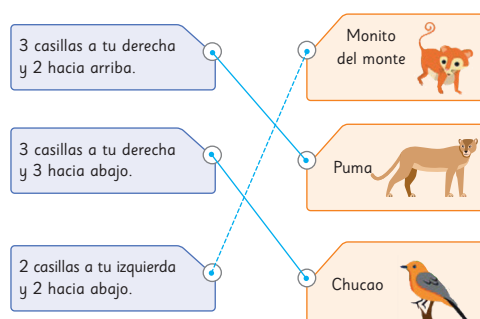 3 casillas a tu derecha
y 2 hacia arriba.
3 casillas a tu derecha
y 3 hacia abajo.
2 casillas a tu izquierda
y 2 hacia abajo.
Monito
del monte
Puma
Chucao